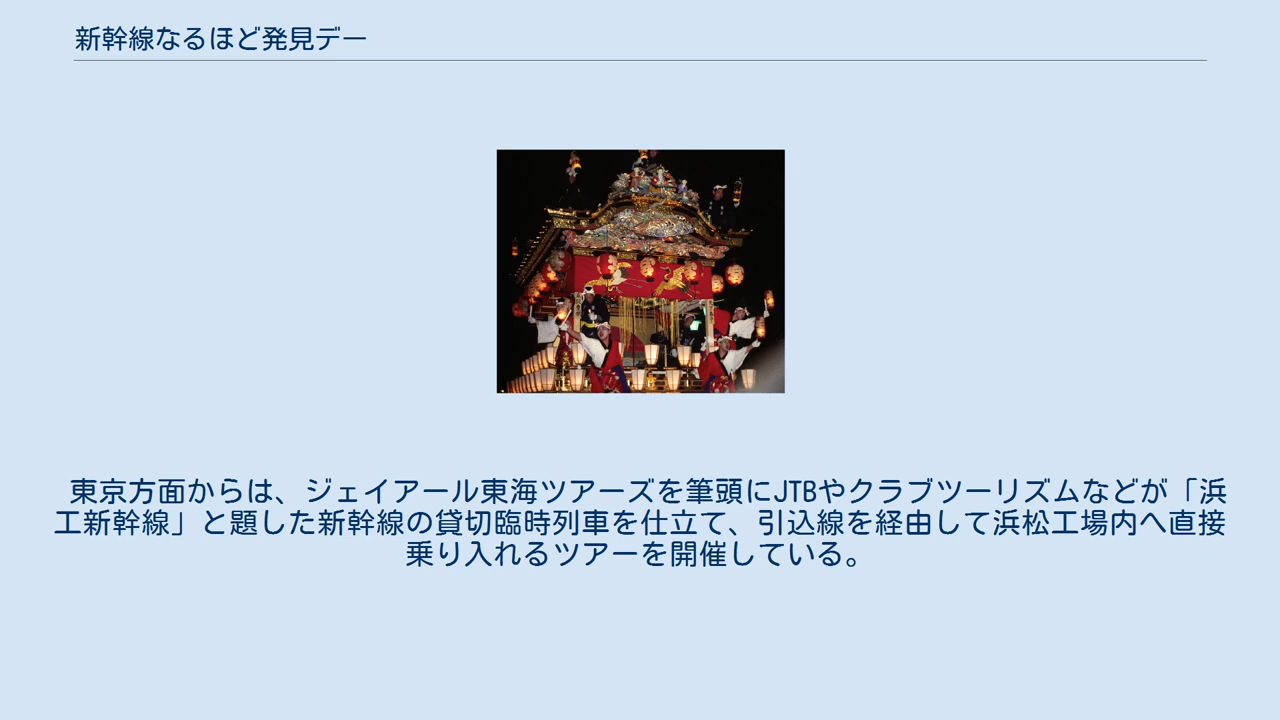 新幹線なるほど発見デー
東京方面からは、ジェイアール東海ツアーズを筆頭にJTBやクラブツーリズムなどが「浜
工新幹線」と題した新幹線の貸切臨時列車を仕立て、引込線を経由して浜松工場内へ直接
乗り入れるツアーを開催している。